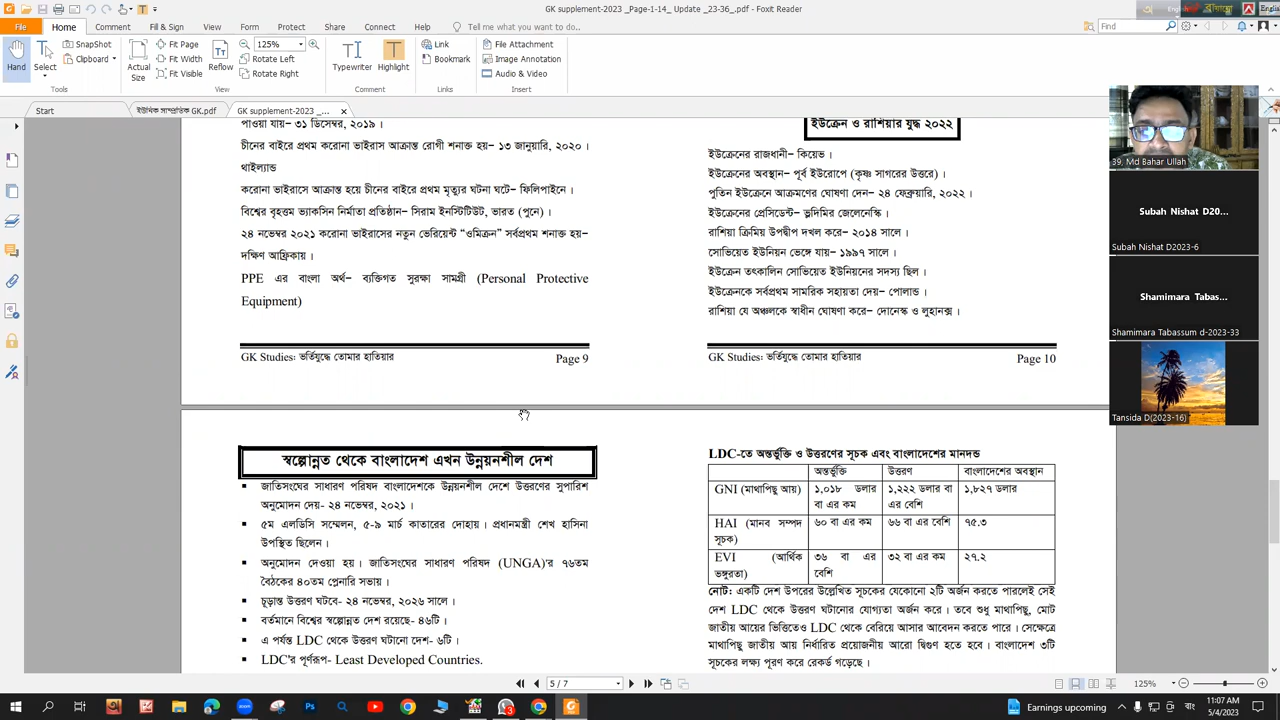 GK supplement-2023 _Page-1-14_ Update _23-36_.pdf - Foxit Reader
File
Home
Comment
Fill & Sign
View
Form
Protect
Share
Connect
Help
Tell me what you want to do...
Find
Hand
Select
SnapShot
Clipboard
Actual Size
Fit Page
Fit Width
Fit Visible
Reflow
125%
Rotate Left
Rotate Right
Typewriter
Highlight
Link
Bookmark
File Attachment
Image Annotation
Audio & Video
Tools
View
Comment
Links
Insert
Start
ইউনিক সাম্প্রতিক GK.pdf
GK supplement-2023 _...
পাওয়া যায়– ৩১ ডিসেম্বর, ২০১৯।
চীনের বাইরে প্রথম করোনা ভাইরাস আক্রান্ত রোগী শনাক্ত হয়– ১৩ জানুয়ারি, ২০২০।
থাইল্যান্ড
করোনা ভাইরাসে আক্রান্ত হয়ে চীনের বাইরে প্রথম মৃত্যুর ঘটনা ঘটে– ফিলিপাইনে।
বিশ্বের বৃহত্তম ভ্যাকসিন নির্মাতা প্রতিষ্ঠান– সিরাম ইনস্টিটিউট, ভারত (পুনে)।
২৪ নভেম্বর ২০২১ করোনা ভাইরাসের নতুন ভেরিয়েন্ট “ওমিক্রন” সর্বপ্রথম শনাক্ত হয়–
দক্ষিণ আফ্রিকায়।
PPE এর বাংলা অর্থ– ব্যক্তিগত সুরক্ষা সামগ্রী (Personal Protective
Equipment)
GK Studies: ভর্তিযুদ্ধে তোমার হাতিয়ার
Page 9
ইউক্রেন ও রাশিয়ার যুদ্ধ ২০২২
ইউক্রেনের রাজধানী– কিয়েভ।
ইউক্রেনের অবস্থান– পূর্ব ইউরোপে (কৃষ্ণ সাগরের উত্তরে)।
পুতিন ইউক্রেনে আক্রমণের ঘোষণা দেন– ২৪ ফেব্রুয়ারি, ২০২২।
ইউক্রেনের প্রেসিডেন্ট– ভ্লদিমির জেলেনেস্কি।
রাশিয়া ক্রিমিয় উপদ্বীপ দখল করে– ২০১৪ সালে।
সোভিয়েত ইউনিয়ন ভেঙ্গে যায়– ১৯৯৭ সালে।
ইউক্রেন তৎকালিন সোভিয়েত ইউনিয়নের সদস্য ছিল।
ইউক্রেনকে সর্বপ্রথম সামরিক সহায়তা দেয়– পোলান্ড।
রাশিয়া যে অঞ্চলকে স্বাধীন ঘোষণা করে– দোনেস্ক ও লুহানস্ক।
GK Studies: ভর্তিযুদ্ধে তোমার হাতিয়ার
Page 10
স্বল্পোন্নত থেকে বাংলাদেশ এখন উন্নয়নশীল দেশ
জাতিসংঘের সাধারণ পরিষদ বাংলাদেশকে উন্নয়নশীল দেশে উত্তরণের সুপারিশ
অনুমোদন দেয়- ২৪ নভেম্বর, ২০২১।
৫ম এলডিসি সম্মেলন, ৫-৯ মার্চ কাতারের দোহায়। প্রধানমন্ত্রী শেখ হাসিনা
উপস্থিত ছিলেন।
অনুমোদন দেওয়া হয়। জাতিসংঘের সাধারণ পরিষদ (UNGA)'র ৭৬তম
বৈঠকের ৪০তম প্লেনারি সভায়।
চূড়ান্ত উত্তরণ ঘটবে- ২৪ নভেম্বর, ২০২৬ সালে।
বর্তমানে বিশ্বের স্বল্পোন্নত দেশ রয়েছে- ৪৬টি।
এ পর্যন্ত LDC থেকে উত্তরণ ঘটানো দেশ- ৬টি।
LDC'র পূর্ণরূপ- Least Developed Countries.
LDC-তে অন্তর্ভুক্তি ও উত্তরণের সূচক এবং বাংলাদেশের মানদন্ড
অন্তর্ভুক্তি উত্তরণ বাংলাদেশের অবস্থান
GNI (মাথাপিছু আয়) ১,০১৮ ডলার বা এর কম ১,২২২ ডলার বা এর বেশি ১,৮২৭ ডলার
HAI (মানব সম্পদ সূচক) ৬০ বা এর কম ৬৬ বা এর বেশি ৭৫.৩
EVI (আর্থিক ভঙ্গুরতা) ৩৬ বা এর বেশি ৩২ বা এর কম ২৭.২
নোট: একটি দেশ উপরের উল্লেখিত সূচকের যেকোনো ২টি অর্জন করতে পারলেই সেই
দেশ LDC থেকে উত্তরণ ঘটানোর যোগ্যতা অর্জন করে। তবে শুধু মাথাপিছু, মোট
জাতীয় আয়ের ভিত্তিতেও LDC থেকে বেরিয়ে আসার আবেদন করতে পারে। সেক্ষেত্রে
মাথাপিছু জাতীয় আয় নির্ধারিত প্রয়োজনীয় আরো দ্বিগুণ হতে হবে। বাংলাদেশ ৩টি
সূচকের লক্ষ্য পূরণ করে রেকর্ড গড়েছে।
39, Md Bahar Ullah
Subah Nishat D20...
Subah Nishat D2023-6
Shamimara Tabas...
Shamimara Tabassum d-2023-33
Tansida D(2023-16)
5 / 7
125%
Earnings upcoming
11:07 AM
5/4/2023